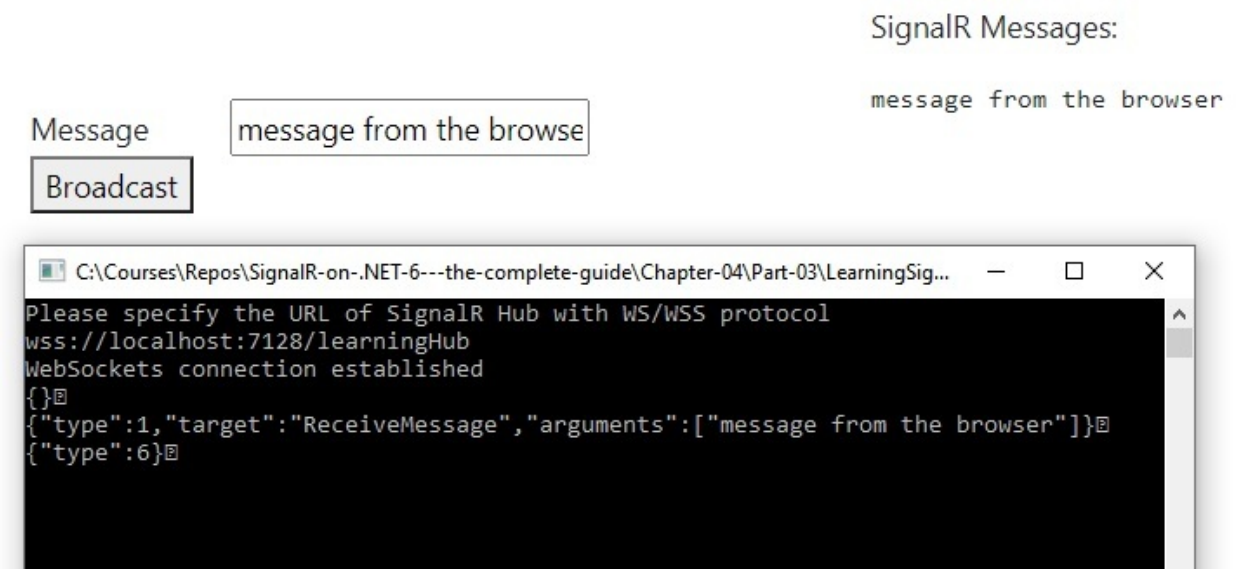 SignalR Messages:
message from the browser
Message
message from the browse
Broadcast
C:\Courses\Repos\SignalR-on-.NET-6---the-complete-guide\Chapter-04\Part-03\LearningSig...
Please specify the URL of SignalR Hub with WS/WSS protocol
wss://localhost:7128/learningHub
WebSockets connection established
{}
{"type":1,"target":"ReceiveMessage","arguments":["message from the browser"]}
{"type":6}